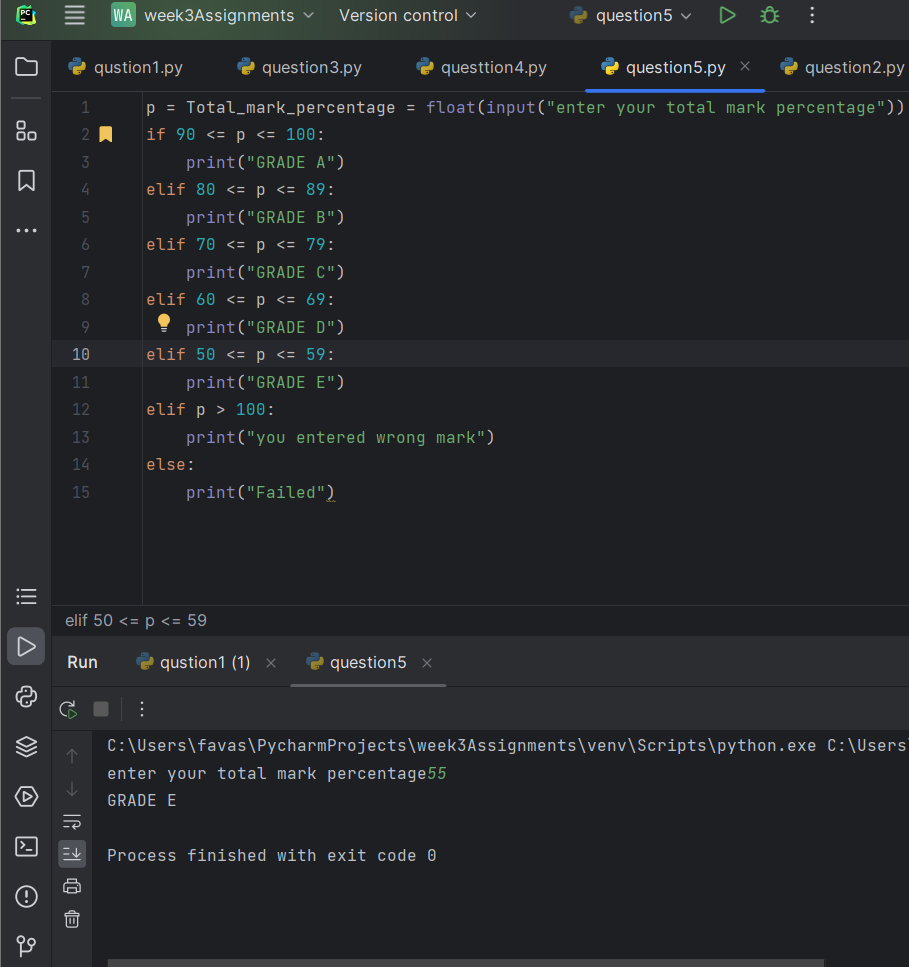 PC WA week3Assignments Version control question5
qustion1.py question3.py questtion4.py question5.py question2.py
1 p = Total_mark_percentage = float(input("enter your total mark percentage"))
2 if 90 <= p <= 100:
3 print("GRADE A")
4 elif 80 <= p <= 89:
5 print("GRADE B")
6 elif 70 <= p <= 79:
7 print("GRADE C")
8 elif 60 <= p <= 69:
9 print("GRADE D")
10 elif 50 <= p <= 59:
11 print("GRADE E")
12 elif p > 100:
13 print("you entered wrong mark")
14 else:
15 print("Failed")
elif 50 <= p <= 59
Run qustion1 (1) question5
C:\Users\favas\PycharmProjects\week3Assignments\venv\Scripts\python.exe C:\Users
enter your total mark percentage55
GRADE E
Process finished with exit code 0